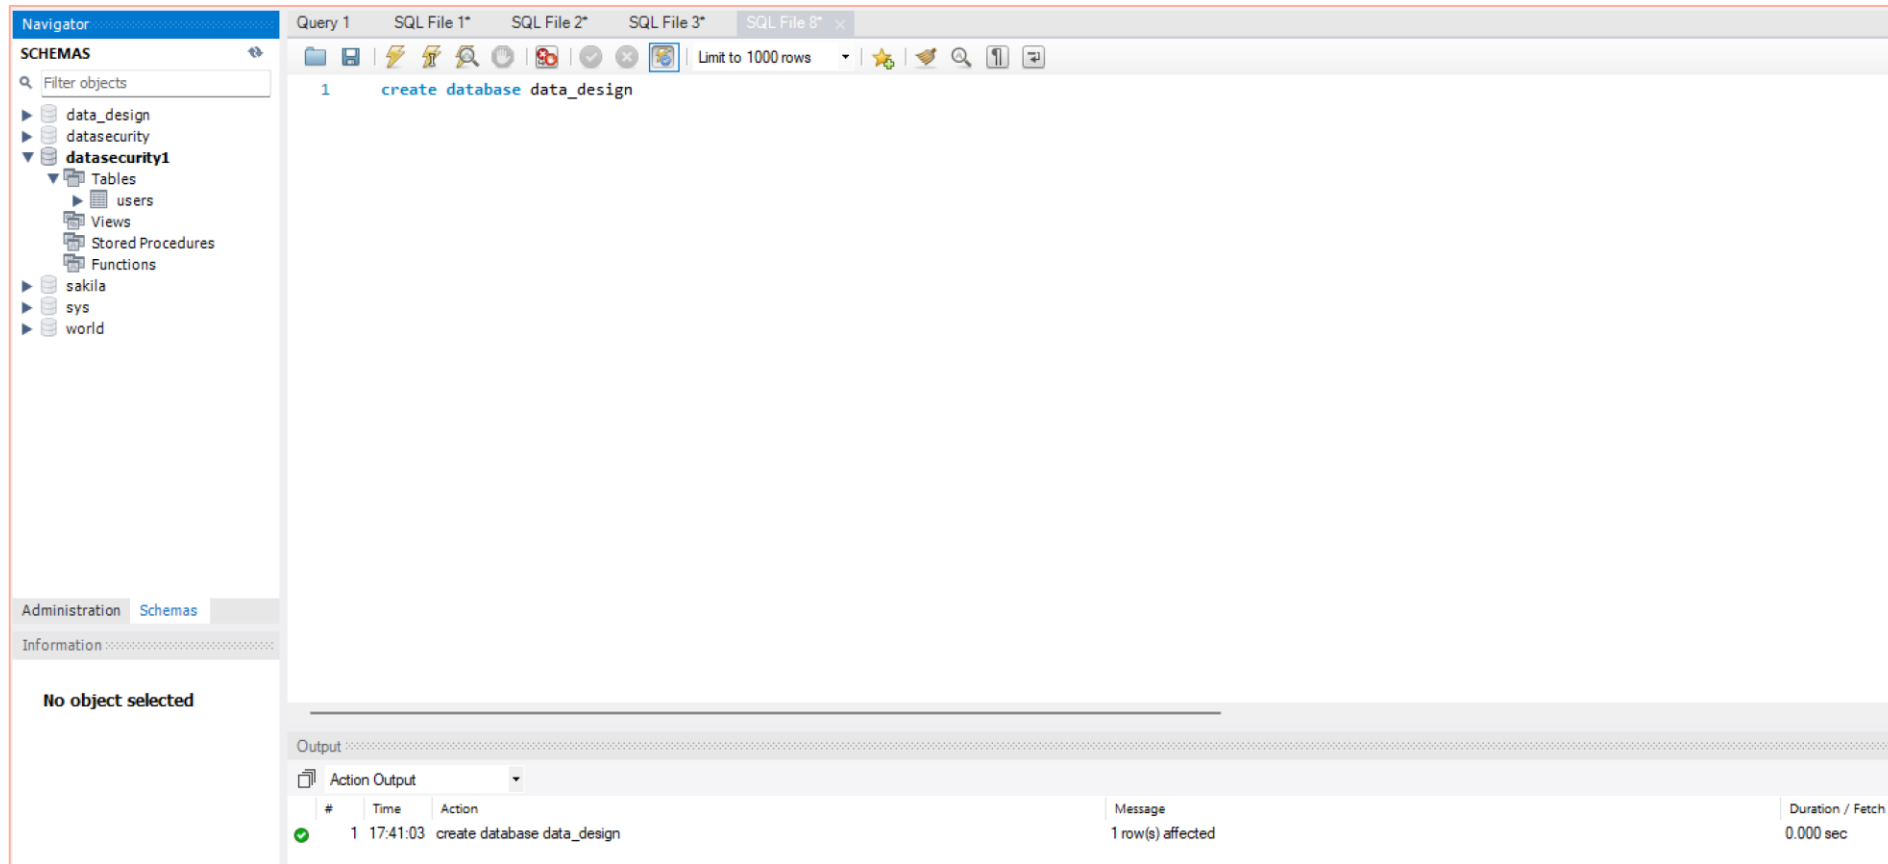 Navigator
SCHEMAS
Filter objects
data_design
datasecurity
datasecurity1
Tables
users
Views
Stored Procedures
Functions
sakila
sys
world
Administration Schemas
Information
No object selected
Query 1 SQL File 1* SQL File 2* SQL File 3* SQL File 8*
Limit to 1000 rows
1 create database data_design
Output
Action Output
# Time Action Message Duration / Fetch
1 17:41:03 create database data_design 1 row(s) affected 0.000 sec